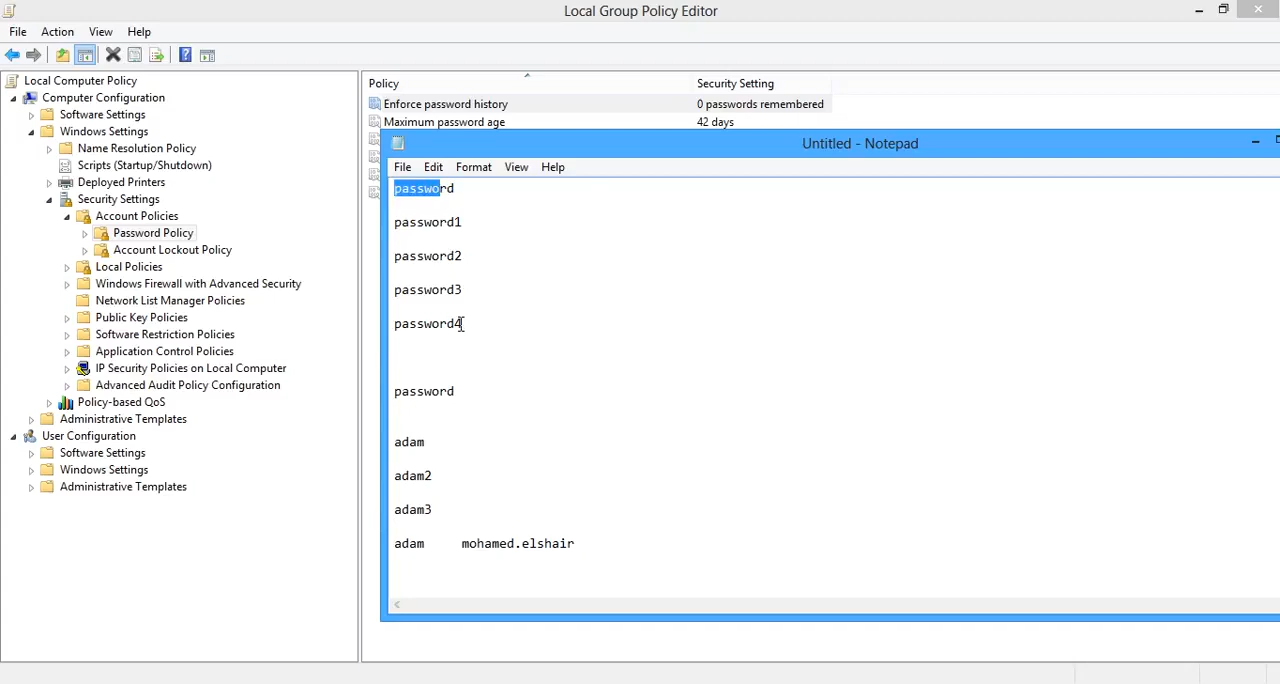 Local Group Policy Editor
File Action View Help
Policy Security Setting
Enforce password history 0 passwords remembered
Maximum password age 42 days
Local Computer Policy
Computer Configuration
Software Settings
Windows Settings
Name Resolution Policy
Scripts (Startup/Shutdown)
Deployed Printers
Security Settings
Account Policies
Password Policy
Account Lockout Policy
Local Policies
Windows Firewall with Advanced Security
Network List Manager Policies
Public Key Policies
Software Restriction Policies
Application Control Policies
IP Security Policies on Local Computer
Advanced Audit Policy Configuration
Policy-based QoS
Administrative Templates
User Configuration
Software Settings
Windows Settings
Administrative Templates
Untitled - Notepad
File Edit Format View Help
password
password1
password2
password3
password4
password
adam
adam2
adam3
adam mohamed.elshair